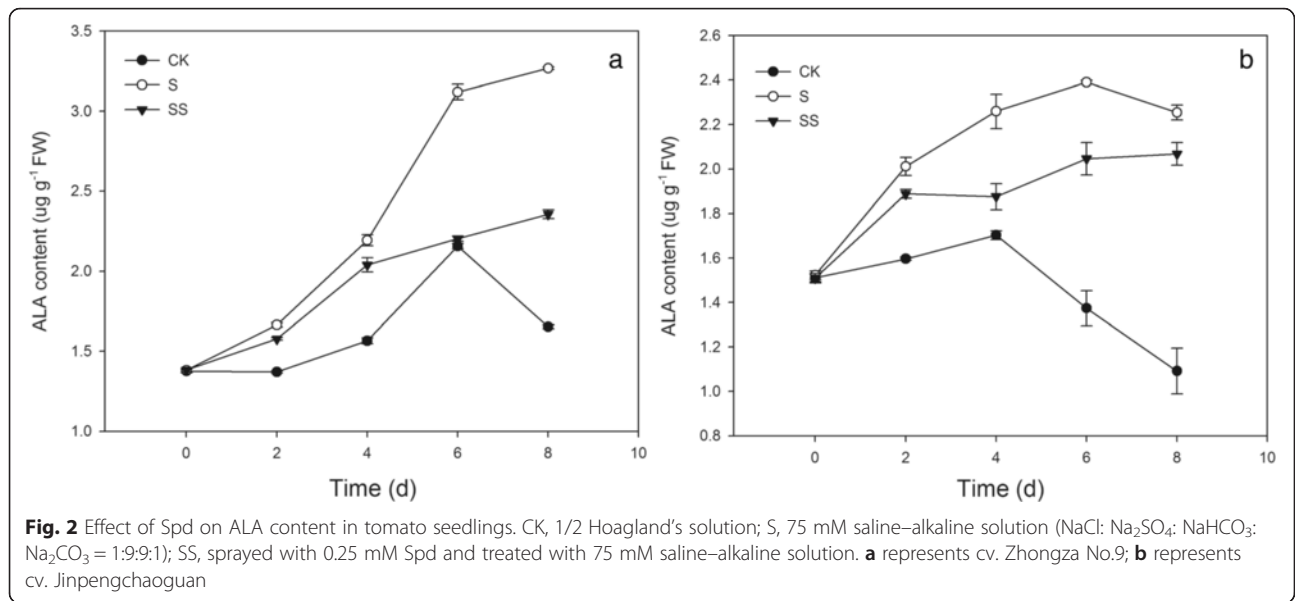 a
CK
S
SS
3.5
3.0
2.5
2.0
1.5
1.0
ALA content (ug g⁻¹ FW)
0 2 4 6 8 10
Time (d)
b
CK
S
SS
2.6
2.4
2.2
2.0
1.8
1.6
1.4
1.2
1.0
0.8
ALA content (ug g⁻¹ FW)
0 2 4 6 8 10
Time (d)
Fig. 2 Effect of Spd on ALA content in tomato seedlings. CK, 1/2 Hoagland's solution; S, 75 mM saline–alkaline solution (NaCl: Na₂SO₄: NaHCO₃:
Na₂CO₃ = 1:9:9:1); SS, sprayed with 0.25 mM Spd and treated with 75 mM saline–alkaline solution. a represents cv. Zhongza No.9; b represents
cv. Jinpengchaoguan